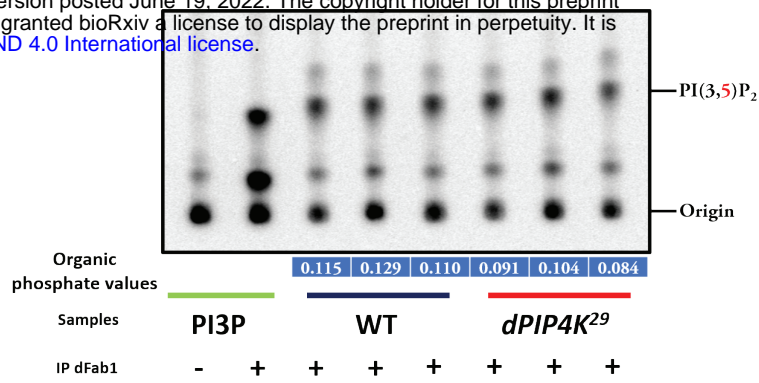 ersion posted June 19, 2022. The copyright holder for this preprint
granted bioRxiv a license to display the preprint in perpetuity. It is
ND 4.0 International license.
PI(3,5)P2
Origin
Organic phosphate values
0.115 0.129 0.110 0.091 0.104 0.084
Samples PI3P WT dPIP4K29
IP dFab1 - + + + + + + +